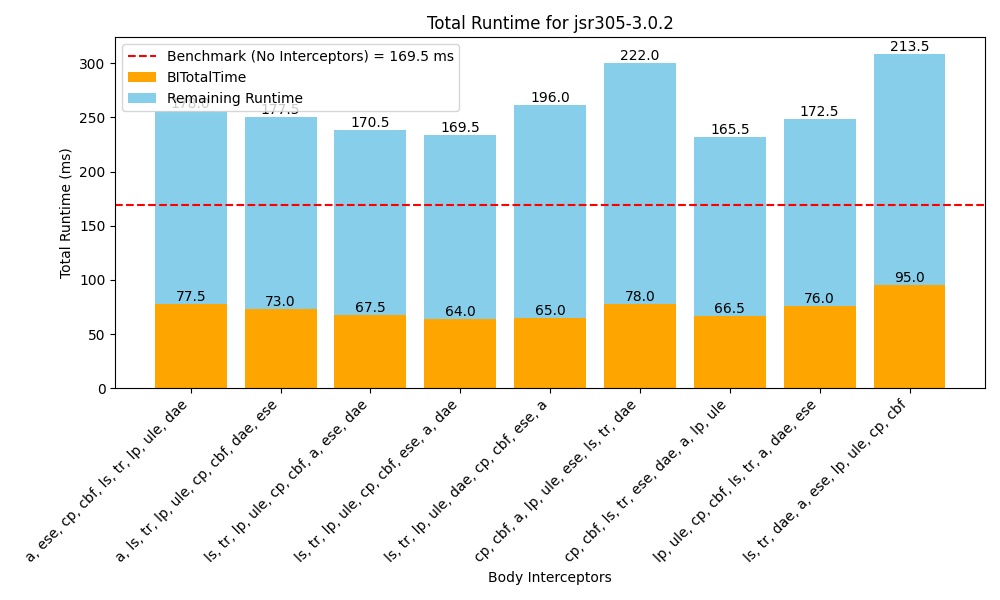 Total Runtime for jsr305-3.0.2
Benchmark (No Interceptors) = 169.5 ms
BITotalTime
Remaining Runtime
Total Runtime (ms)
300
250
200
150
100
50
0
178.0
177.5
170.5
169.5
196.0
222.0
165.5
172.5
213.5
77.5
73.0
67.5
64.0
65.0
78.0
66.5
76.0
95.0
a, ese, cp, cbf, ls, tr, lp, ule, dae
a, ls, tr, lp, ule, cp, cbf, dae, ese
ls, tr, lp, ule, cp, cbf, a, ese, dae
ls, tr, lp, ule, cp, cbf, ese, a, dae
ls, tr, lp, ule, dae, cp, cbf, ese, a
cp, cbf, a, lp, ule, ese, ls, tr, dae
cp, cbf, ls, tr, ese, dae, a, lp, ule
lp, ule, cp, cbf, ls, tr, a, dae, ese
ls, tr, dae, a, ese, lp, ule, cp, cbf
Body Interceptors